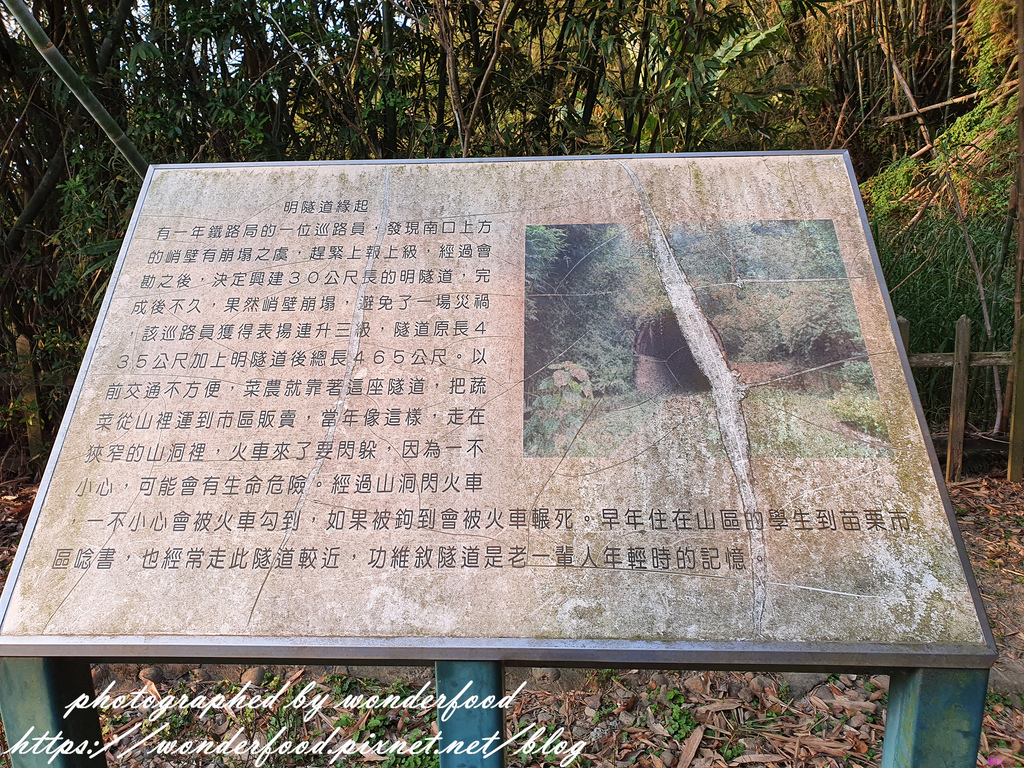 明隧道緣起
有一年鐵路局的一位巡路員，發現南口上方
的峭壁有崩塌之虞，趕緊上報上級，經過會
勘之後，決定興建３０公尺長的明隧道，完
成後不久，果然峭壁崩塌，避免了一場災禍
，該巡路員獲得表揚連升三級，隧道原長４
３５公尺加上明隧道後總長４６５公尺。以
前交通不方便，菜農就靠著這座隧道，把蔬
菜從山裡運到市區販賣，當年像這樣，走在
狹窄的山洞裡，火車來了要閃躲，因為一不
小心，可能會有生命危險。經過山洞閃火車
，一不小心會被火車勾到，如果被鉤到會被火車輾死。早年住在山區的學生到苗栗市
區唸書，也經常走此隧道較近，功維敘隧道是老一輩人年輕時的記憶。
photographed by wonderfood
https://wonderfood.pixnet.net/blog